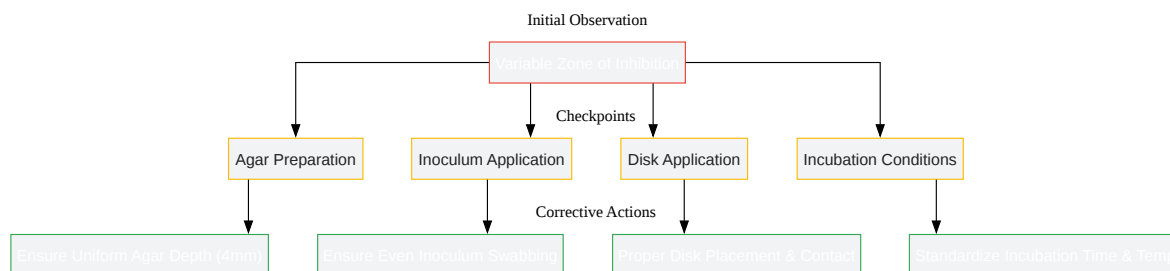 Initial Observation
Variable Zone of Inhibition
Checkpoints
Agar Preparation
Inoculum Application
Disk Application
Incubation Conditions
Corrective Actions
Ensure Uniform Agar Depth (4mm)
Ensure Even Inoculum Swabbing
Proper Disk Placement & Contact
Standardize Incubation Time & Temp